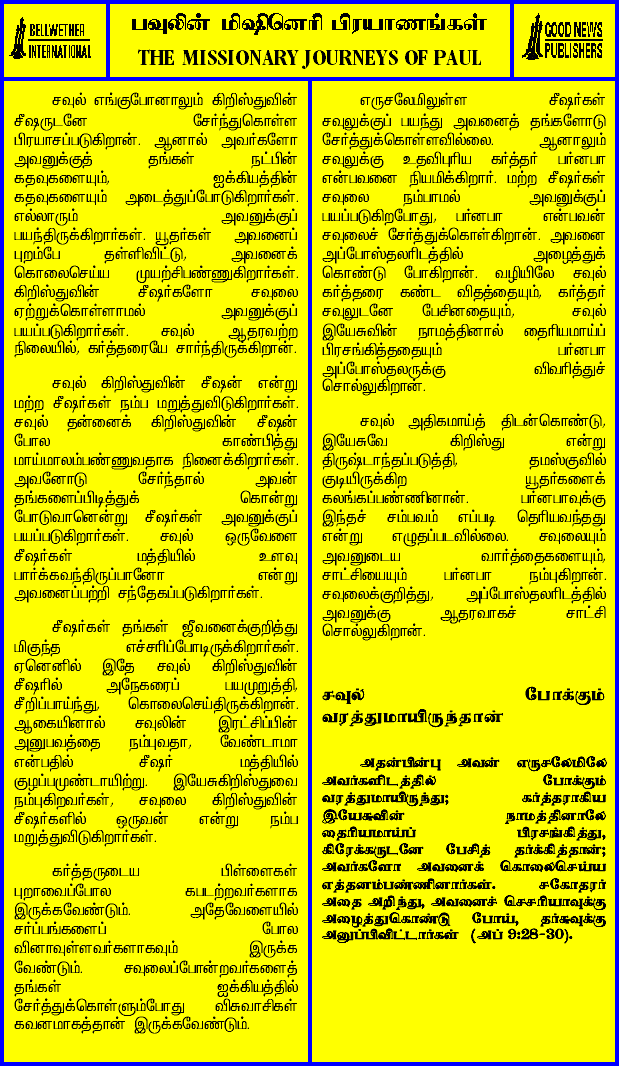 BELLWETHER
INTERNATIONAL
பவுலின் மிஷினெரி பிரயாணங்கள்
THE MISSIONARY JOURNEYS OF PAUL
GOOD NEWS
PUBLISHERS
சவுல் எங்குபோனாலும் கிறிஸ்துவின்
சீஷருடனே சேர்ந்துகொள்ள
பிரயாசப்படுகிறான். ஆனால் அவர்களோ
அவனுக்குத் தங்கள் நட்பின்
கதவுகளையும், ஐக்கியத்தின்
கதவுகளையும் அடைத்துப்போடுகிறார்கள்.
எல்லாரும் அவனுக்குப்
பயந்திருக்கிறார்கள். யூதர்கள் அவனைப்
புறம்பே தள்ளிவிட்டு, அவனைக்
கொலைசெய்ய முயற்சிபண்ணுகிறார்கள்.
கிறிஸ்துவின் சீஷர்களோ சவுலை
ஏற்றுக்கொள்ளாமல் அவனுக்குப்
பயப்படுகிறார்கள். சவுல் ஆதரவற்ற
நிலையில், கர்த்தரையே சார்ந்திருக்கிறான்.
சவுல் கிறிஸ்துவின் சீஷன் என்று
மற்ற சீஷர்கள் நம்ப மறுத்துவிடுகிறார்கள்.
சவுல் தன்னைக் கிறிஸ்துவின் சீஷன்
போல காண்பித்து
மாய்மாலம்பண்ணுவதாக நினைக்கிறார்கள்.
அவனோடு சேர்ந்தால் அவன்
தங்களைப்பிடித்துக் கொன்று
போடுவானென்று சீஷர்கள் அவனுக்குப்
பயப்படுகிறார்கள். சவுல் ஒருவேளை
சீஷர்கள் மத்தியில் உளவு
பார்க்கவந்திருப்பானோ என்று
அவனைப்பற்றி சந்தேகப்படுகிறார்கள்.
சீஷர்கள் தங்கள் ஜீவனைக்குறித்து
மிகுந்த எச்சரிப்போடிருக்கிறார்கள்.
ஏனெனில் இதே சவுல் கிறிஸ்துவின்
சீஷரில் அநேகரைப் பயமுறுத்தி,
சீறிப்பாய்ந்து, கொலைசெய்திருக்கிறான்.
ஆகையினால் சவுலின் இரட்சிப்பின்
அனுபவத்தை நம்புவதா, வேண்டாமா
என்பதில் சீஷர் மத்தியில்
குழப்பமுண்டாயிற்று. இயேசுகிறிஸ்துவை
நம்புகிறவர்கள், சவுலை கிறிஸ்துவின்
சீஷர்களில் ஒருவன் என்று நம்ப
மறுத்துவிடுகிறார்கள்.
கர்த்தருடைய பிள்ளைகள்
புறாவைப்போல கபடற்றவர்களாக
இருக்கவேண்டும். அதேவேளையில்
சர்ப்பங்களைப் போல
வினாவுள்ளவர்களாகவும் இருக்க
வேண்டும். சவுலைப்போன்றவர்களைத்
தங்கள் ஐக்கியத்தில்
சேர்த்துக்கொள்ளும்போது விசுவாசிகள்
கவனமாகத்தான் இருக்கவேண்டும்.
எருசலேமிலுள்ள சீஷர்கள்
சவுலுக்குப் பயந்து அவனைத் தங்களோடு
சேர்த்துக்கொள்ளவில்லை. ஆனாலும்
சவுலுக்கு உதவிபுரிய கர்த்தர் பர்னபா
என்பவனை நியமிக்கிறார். மற்ற சீஷர்கள்
சவுலை நம்பாமல் அவனுக்குப்
பயப்படுகிறபோது, பர்னபா என்பவன்
சவுலைச் சேர்த்துக்கொள்கிறான். அவனை
அப்போஸ்தலரிடத்தில் அழைத்துக்
கொண்டு போகிறான். வழியிலே சவுல்
கர்த்தரை கண்ட விதத்தையும், கர்த்தர்
சவுலுடனே பேசினதையும், சவுல்
இயேசுவின் நாமத்தினால் தைரியமாய்ப்
பிரசங்கித்ததையும் பர்னபா
அப்போஸ்தலருக்கு விவரித்துச்
சொல்லுகிறான்.
சவுல் அதிகமாய்த் திடன்கொண்டு,
இயேசுவே கிறிஸ்து என்று
திருஷ்டாந்தப்படுத்தி, தமஸ்குவில்
குடியிருக்கிற யூதர்களைக்
கலங்கப்பண்ணினான். பர்னபாவுக்கு
இந்தச் சம்பவம் எப்படி தெரியவந்தது
என்று எழுதப்படவில்லை. சவுலையும்
அவனுடைய வார்த்தைகளையும்,
சாட்சியையும் பர்னபா நம்புகிறான்.
சவுலைக்குறித்து, அப்போஸ்தலரிடத்தில்
அவனுக்கு ஆதரவாகச் சாட்சி
சொல்லுகிறான்.
சவுல் போக்கும்
வரத்துமாயிருந்தான்
அதன்பின்பு அவன் எருசலேமிலே
அவர்களிடத்தில் போக்கும்
வரத்துமாயிருந்து; கர்த்தராகிய
இயேசுவின் நாமத்தினாலே
தைரியமாய்ப் பிரசங்கித்து,
கிரேக்கருடனே பேசித் தர்க்கித்தான்;
அவர்களோ அவனைக் கொலைசெய்ய
எத்தனம்பண்ணினார்கள். சகோதரர்
அதை அறிந்து, அவனைச் செசரியாவுக்கு
அழைத்துகொண்டு போய், தர்சுவுக்கு
அனுப்பிவிட்டார்கள் (அப் 9:28-30).